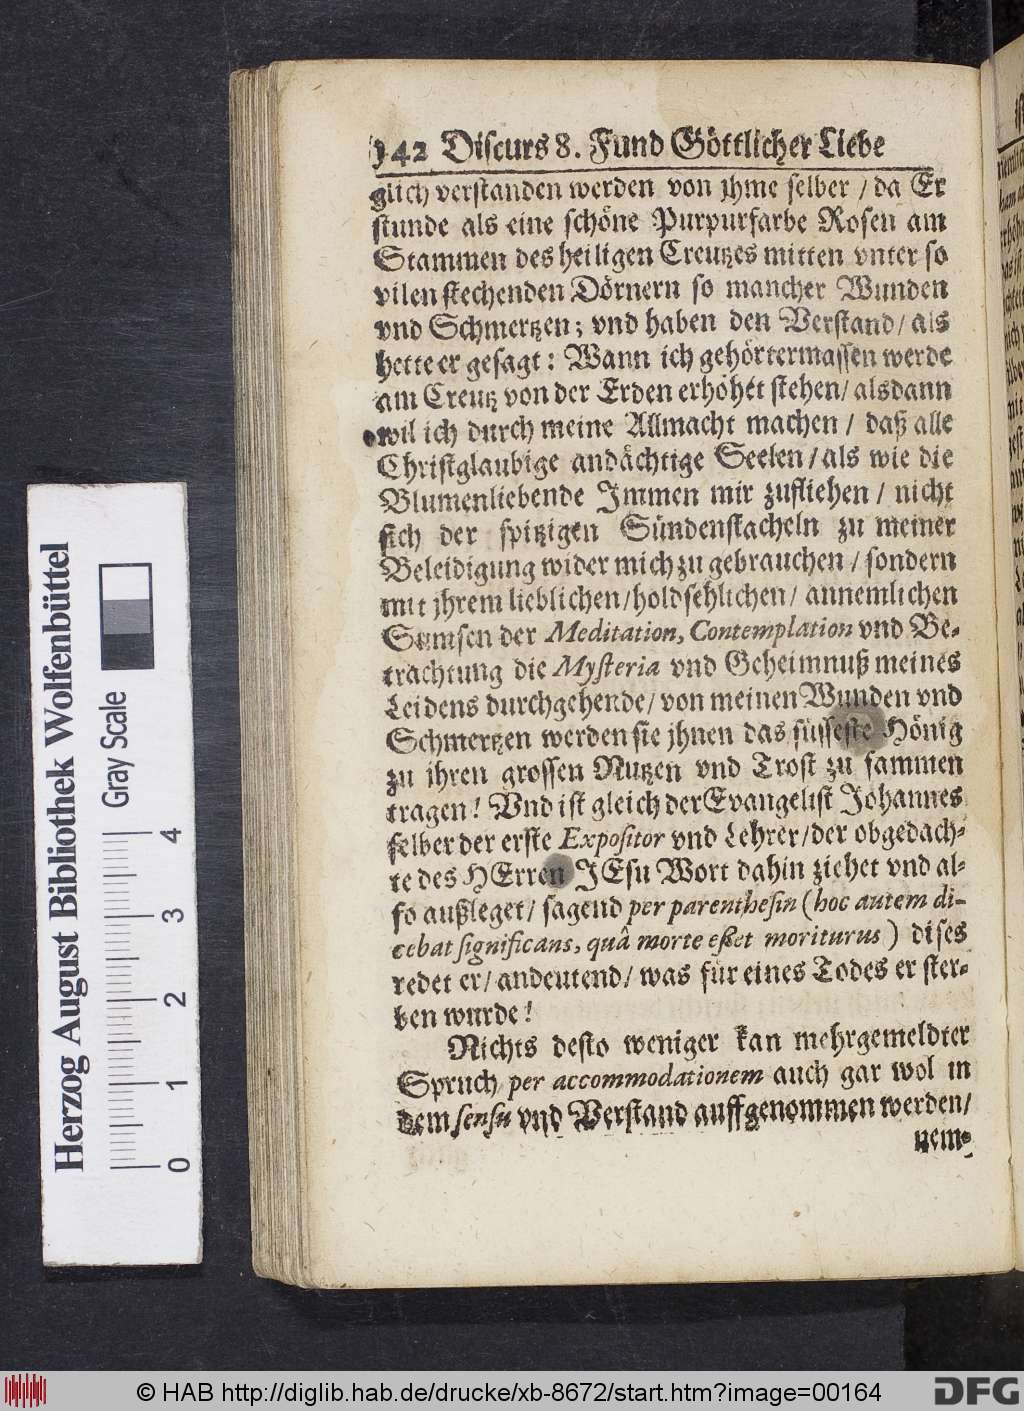 142 Discurs 8. Fund Göttlicher Liebe
glich verstanden werden von jhme selber / da Er
stunde als eine schöne Purpurfarbe Rosen am
Stammen des heiligen Creutzes mitten vnter so
vilen stechenden Dörnern so mancher Wunden
vnd Schmertzen; vnd haben den Verstand / als
hette er gesagt: Wann ich gehörtermassen werde
am Creutz von der Erden erhöhet stehen / alsdann
wil ich durch meine Allmacht machen / daß alle
Christglaubige andächtige Seelen / als wie die
Blumenliebende Immen mir zufliehen / nicht
sich der spitzigen Sündenstacheln zu meiner
Beleidigung wider mich zu gebrauchen / sondern
mit jhrem lieblichen / holdsehlichen / annemlichen
Sumsen der Meditation, Contemplation vnd Be-
trachtung die Mysteria vnd Geheimnuß meines
Leidens durchgehende / von meinen Wunden vnd
Schmertzen werden sie jhnen das süsseste Hönig
zu ihren grossen Nutzen vnd Trost zu sammen
tragen! Vnd ist gleich der Evangelist Johannes
selber der erste Expositor vnd Lehrer / der obgedach-
te des HErren JEsu Wort dahin ziehet vnd al-
so außleget / sagend per parenthesin (hoc autem di-
cebat significans, quâ morte esset moriturus) dises
redet er / andeutend / was für eines Todes er ster-
ben wurde!
Nichts desto weniger kan mehrgemeldter
Spruch per accommodationem auch gar wol in
dem sensu vnd Verstand auffgenommen werden /
nem-
Herzog August Bibliothek Wolfenbüttel
Gray Scale
0 1 2 3 4
© HAB http://diglib.hab.de/drucke/xb-8672/start.htm?image=00164
DFG